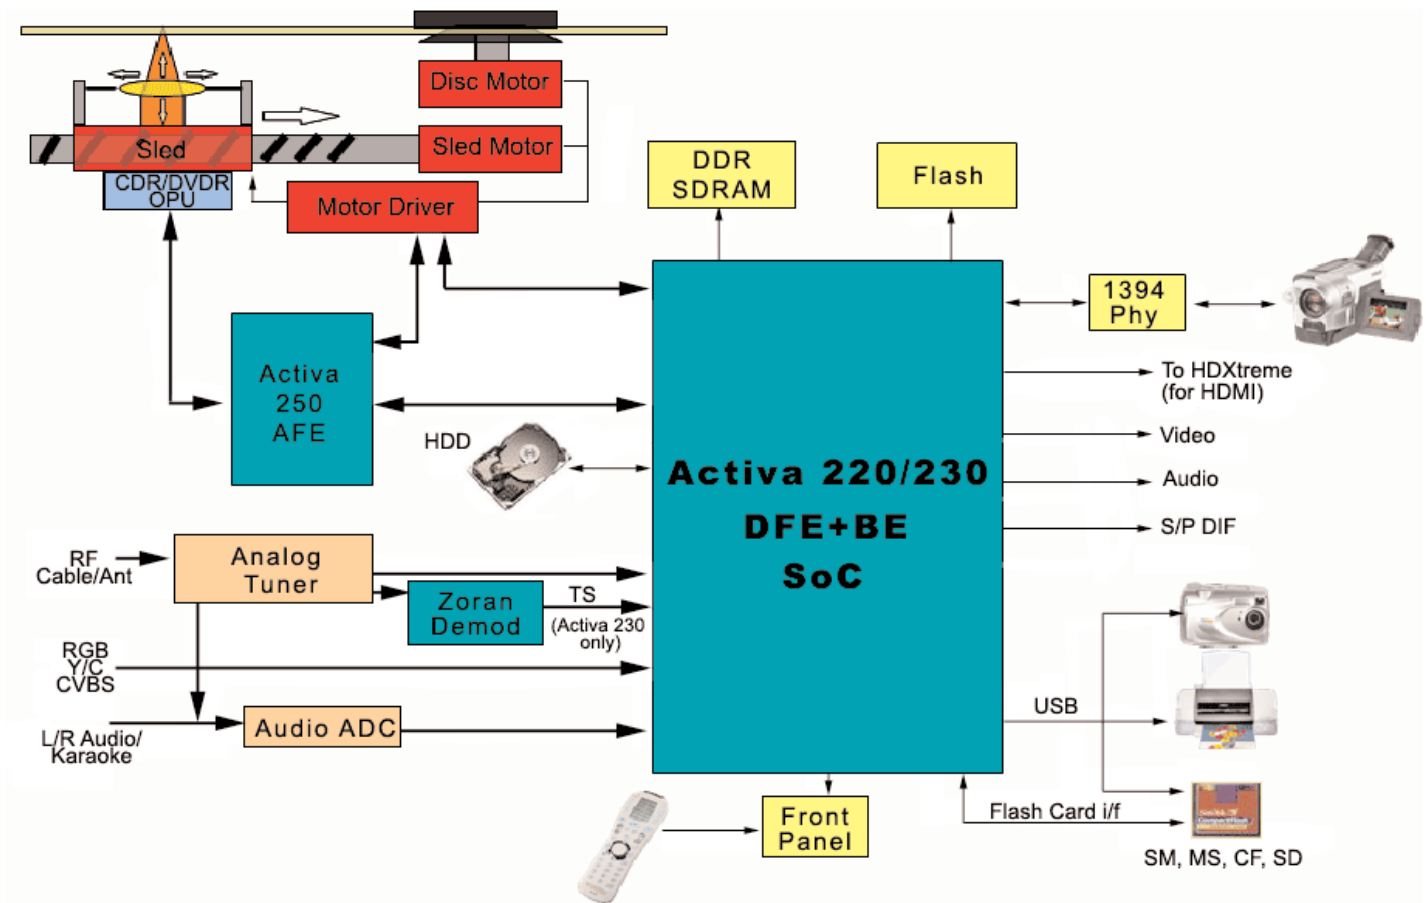 Disc Motor
Sled Motor
Sled
CDR/DVDR
OPU
Motor Driver
DDR
SDRAM
Flash
1394
Phy
Activa
250
AFE
To HDXtreme
(for HDMI)
HDD
Video
Activa 220/230
DFE+BE
SoC
Audio
S/P DIF
RF
Cable/Ant
Analog
Tuner
Zoran
Demod
TS
(Activa 230
only)
RGB
Y/C
CVBS
USB
L/R Audio/
Karaoke
Audio ADC
Front
Panel
Flash Card i/f
CompactFlash
SM, MS, CF, SD